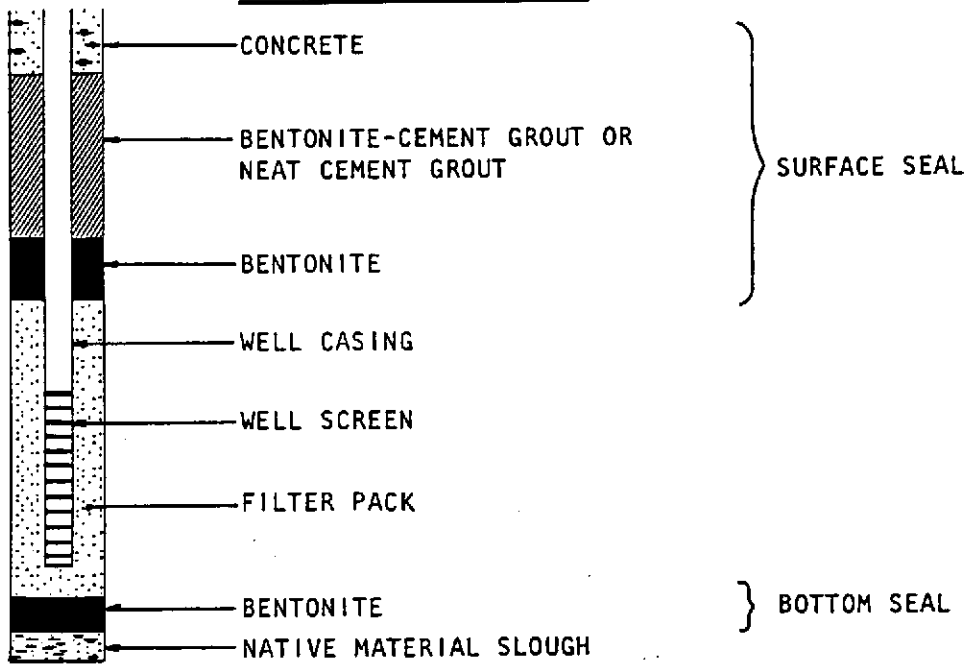 CONCRETE
BENTONITE-CEMENT GROUT OR
NEAT CEMENT GROUT
SURFACE SEAL
BENTONITE
WELL CASING
WELL SCREEN
FILTER PACK
BENTONITE
BOTTOM SEAL
NATIVE MATERIAL SLOUGH